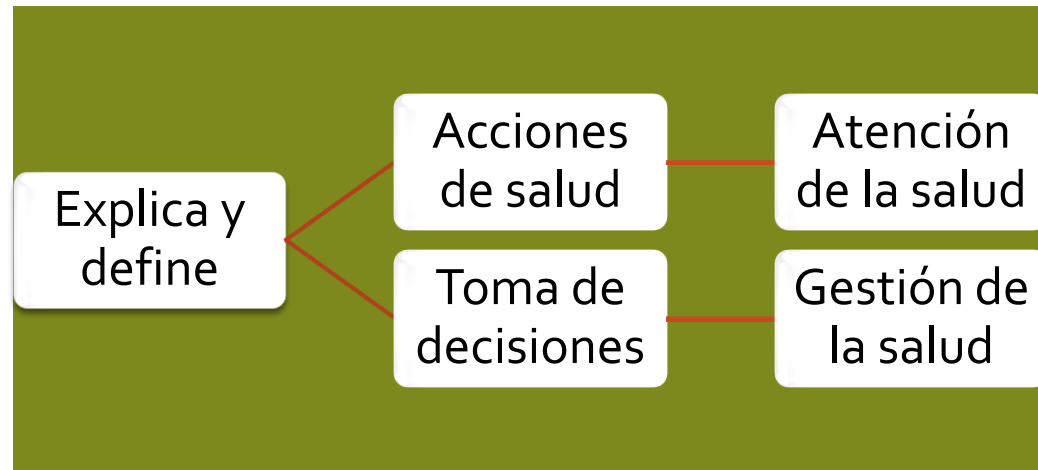 Explica y
define
Acciones
de salud
Atención
de la salud
Toma de
decisiones
Gestión de
la salud